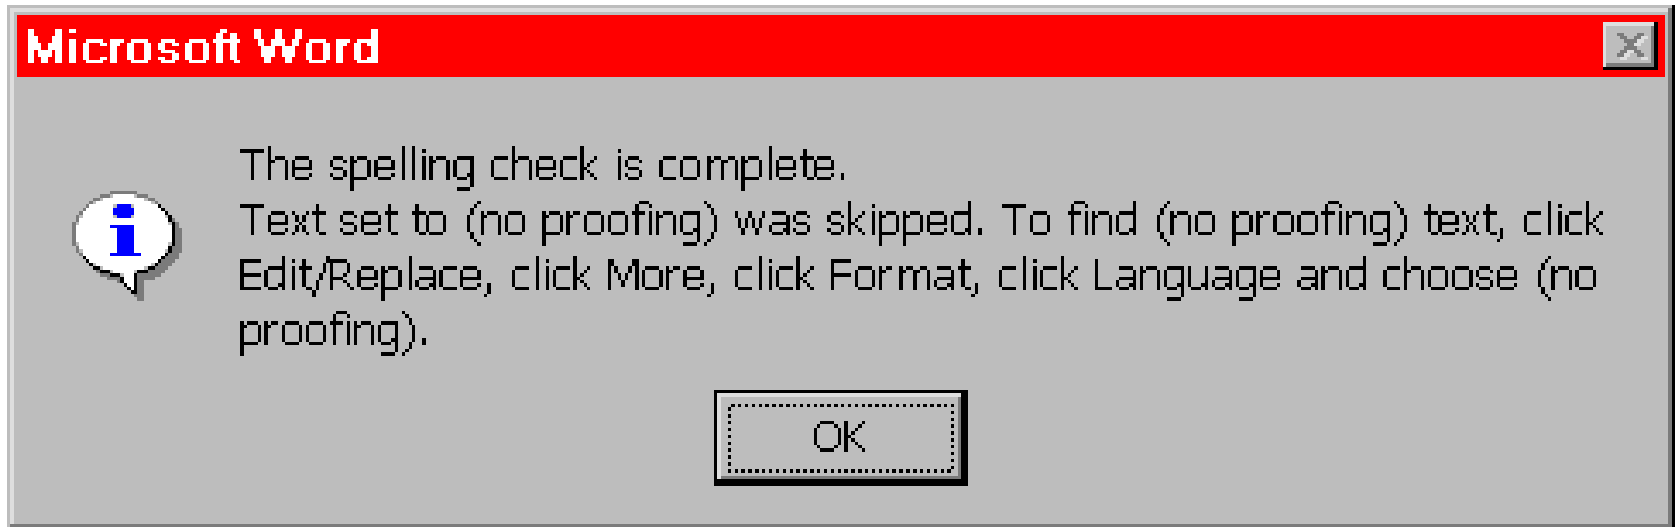 Microsoft Word
The spelling check is complete.
Text set to (no proofing) was skipped. To find (no proofing) text, click
Edit/Replace, click More, click Format, click Language and choose (no
proofing).
OK